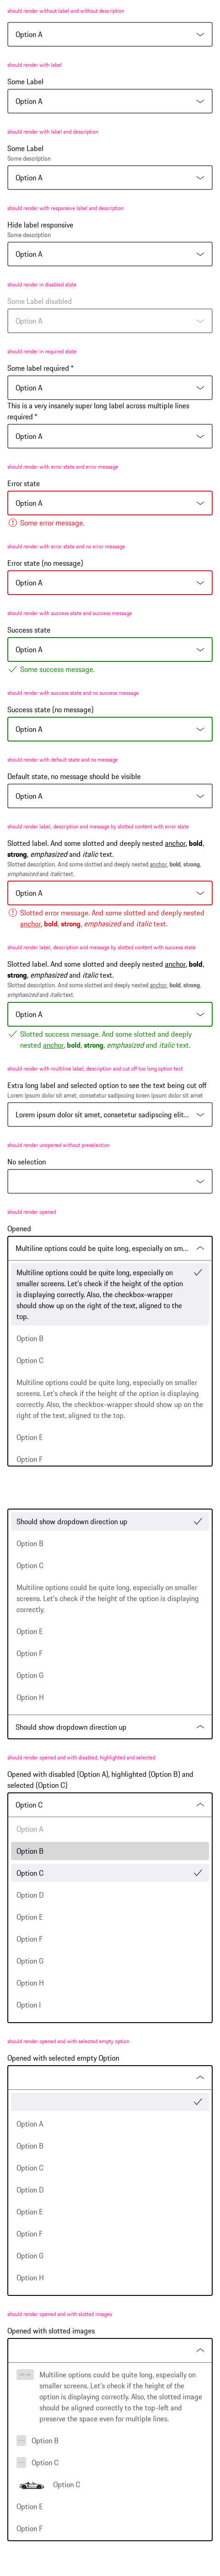 should render without label and without description
Option A
should render with label
Some Label
Option A
should render with label and description
Some Label
Some description
Option A
should render with responsive label and description
Hide label responsive
Some description
Option A
should render in disabled state
Some Label disabled
Option A
should render in required state
Some label required *
Option A
This is a very insanely super long label across multiple lines
required *
Option A
should render with error state and error message
Error state
Option A
Some error message.
should render with error state and no error message
Error state (no message)
Option A
should render with success state and success message
Success state
Option A
Some success message.
should render with success state and no success message
Success state (no message)
Option A
should render with default state and no message
Default state, no message should be visible
Option A
should render label, description and message by slotted content with error state
Slotted label. And some slotted and deeply nested anchor, bold,
strong, emphasized and italic text.
Slotted description. And some slotted and deeply nested anchor, bold, strong,
emphasized and italic text.
Option A
Slotted error message. And some slotted and deeply nested
anchor, bold, strong, emphasized and italic text.
should render label, description and message by slotted content with success state
Slotted label. And some slotted and deeply nested anchor, bold,
strong, emphasized and italic text.
Slotted description. And some slotted and deeply nested anchor, bold, strong,
emphasized and italic text.
Option A
Slotted success message. And some slotted and deeply
nested anchor, bold, strong, emphasized and italic text.
should render with multiline label, description and cut off too long option text
Extra long label and selected option to see the text being cut off
Lorem ipsum dolor sit amet, consetetur sadipscing lorem ipsum dolor sit amet
Lorem ipsum dolor sit amet, consetetur sadipscing elit...
should render unopened without preselection
No selection
should render opened
Opened
Multiline options could be quite long, especially on sm...
Multiline options could be quite long, especially on
smaller screens. Let's check if the height of the option
is displaying correctly. Also, the checkbox-wrapper
should show up on the right of the text, aligned to the
top.
Option B
Option C
Multiline options could be quite long, especially on smaller
screens. Let's check if the height of the option is displaying
correctly. Also, the checkbox-wrapper should show up on the
right of the text, aligned to the top.
Option E
Option F
Should show dropdown direction up
Option B
Option C
Multiline options could be quite long, especially on smaller
screens. Let's check if the height of the option is displaying
correctly.
Option E
Option F
Option G
Option H
Should show dropdown direction up
should render opened and with disabled, highlighted and selected
Opened with disabled (Option A), highlighted (Option B) and
selected (Option C)
Option C
Option A
Option B
Option C
Option D
Option E
Option F
Option G
Option H
Option I
should render opened and with selected empty option
Opened with selected empty Option
Option A
Option B
Option C
Option D
Option E
Option F
Option G
Option H
should render opened and with slotted images
Opened with slotted images
Multiline options could be quite long, especially on
smaller screens. Let's check if the height of the
option is displaying correctly. Also, the slotted image
should be aligned correctly to the top-left and
preserve the space even for multiple lines.
Option B
Option C
Option C
Option E
Option F